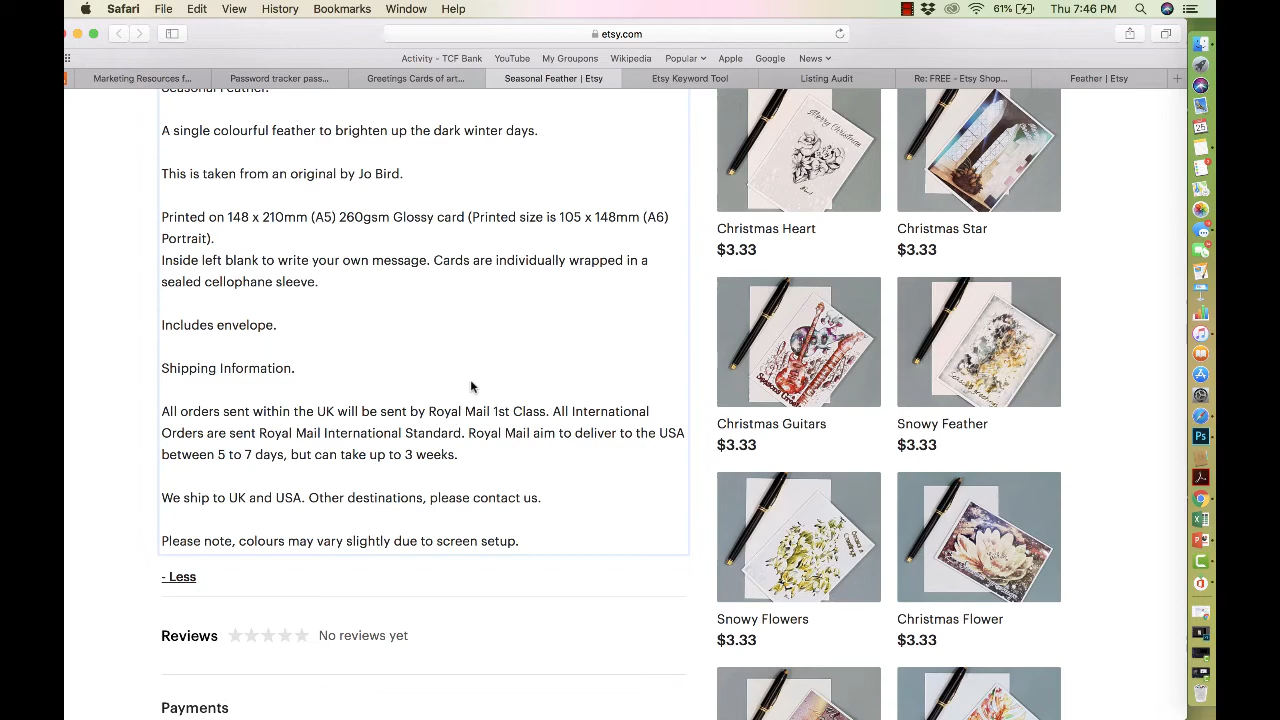 Safari File Edit View History Bookmarks Window Help 61% Thu 7:46 PM
etsy.com
Activity - TCF Bank YouTube My Groupons Wikipedia Popular Apple Google News
Marketing Resources f... Password tracker pass... Greetings Cards of art... Seasonal Feather | Etsy Etsy Keyword Tool Listing Audit Re: FREE - Etsy Shop... Feather | Etsy
Seasonal Feather.
A single colourful feather to brighten up the dark winter days.
This is taken from an original by Jo Bird.
Printed on 148 x 210mm (A5) 260gsm Glossy card (Printed size is 105 x 148mm (A6)
Portrait).
Inside left blank to write your own message. Cards are individually wrapped in a
sealed cellophane sleeve.
Includes envelope.
Shipping Information.
All orders sent within the UK will be sent by Royal Mail 1st Class. All International
Orders are sent Royal Mail International Standard. Royal Mail aim to deliver to the USA
between 5 to 7 days, but can take up to 3 weeks.
We ship to UK and USA. Other destinations, please contact us.
Please note, colours may vary slightly due to screen setup.
- Less
Reviews No reviews yet
Payments
Merry Christmas
Christmas Heart Christmas Star
$3.33 $3.33
Christmas Guitars Snowy Feather
$3.33 $3.33
Snowy Flowers Christmas Flower
$3.33 $3.33